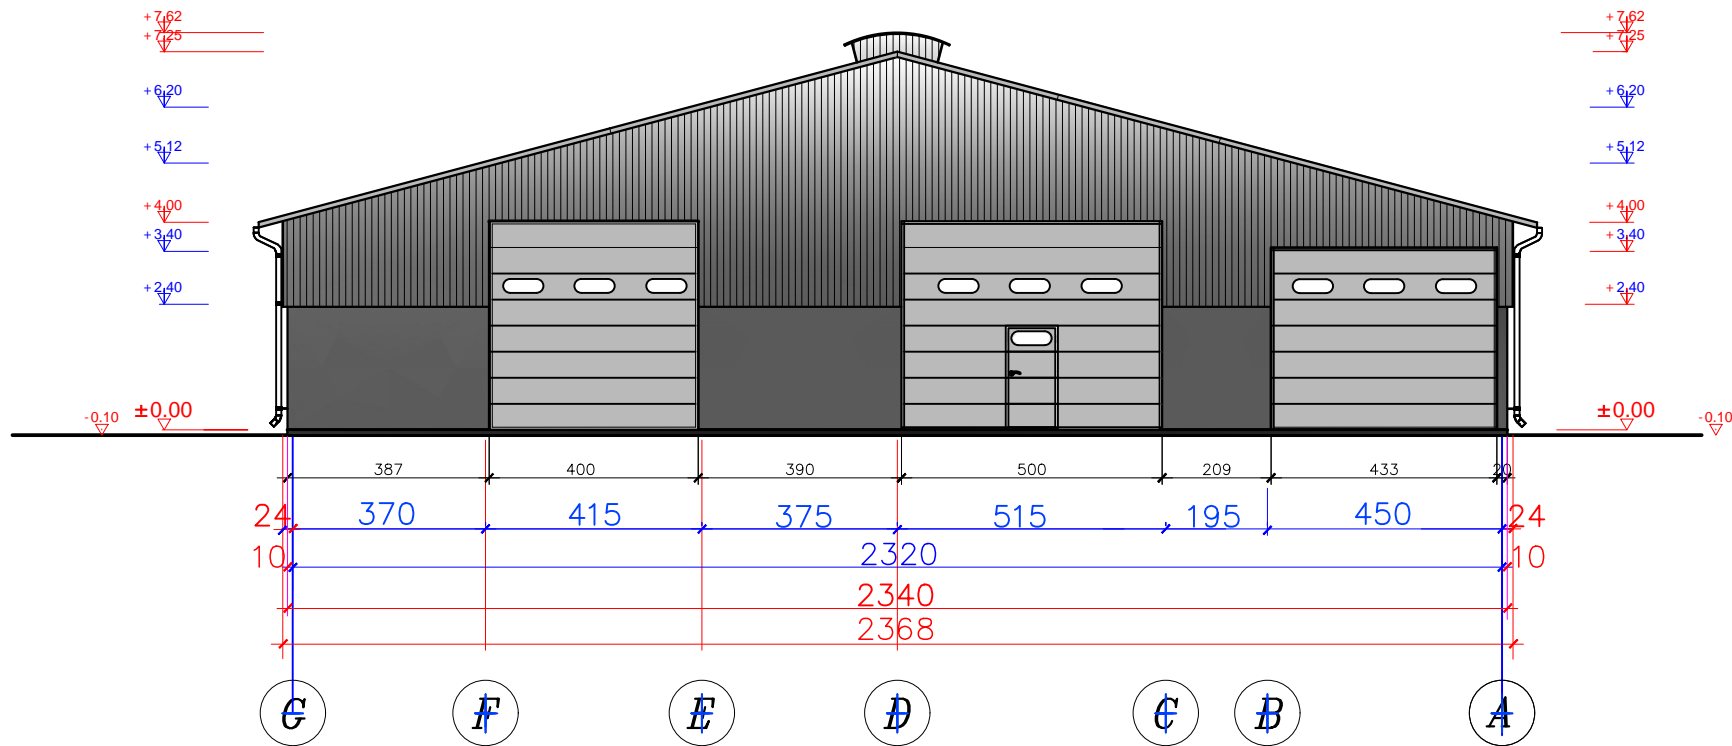 +7,62 +7,62
+7,25 +7,25
+6,20 +6,20
+5,12 +5,12
+4,00 +4,00
+3,40 +3,40
+2,40 +2,40
-0.10 ±0.00 ±0.00 -0.10
387 400 390 500 209 433 20
24 370 415 375 515 195 450 24
10 2320 10
2340
2368
G F E D C B A